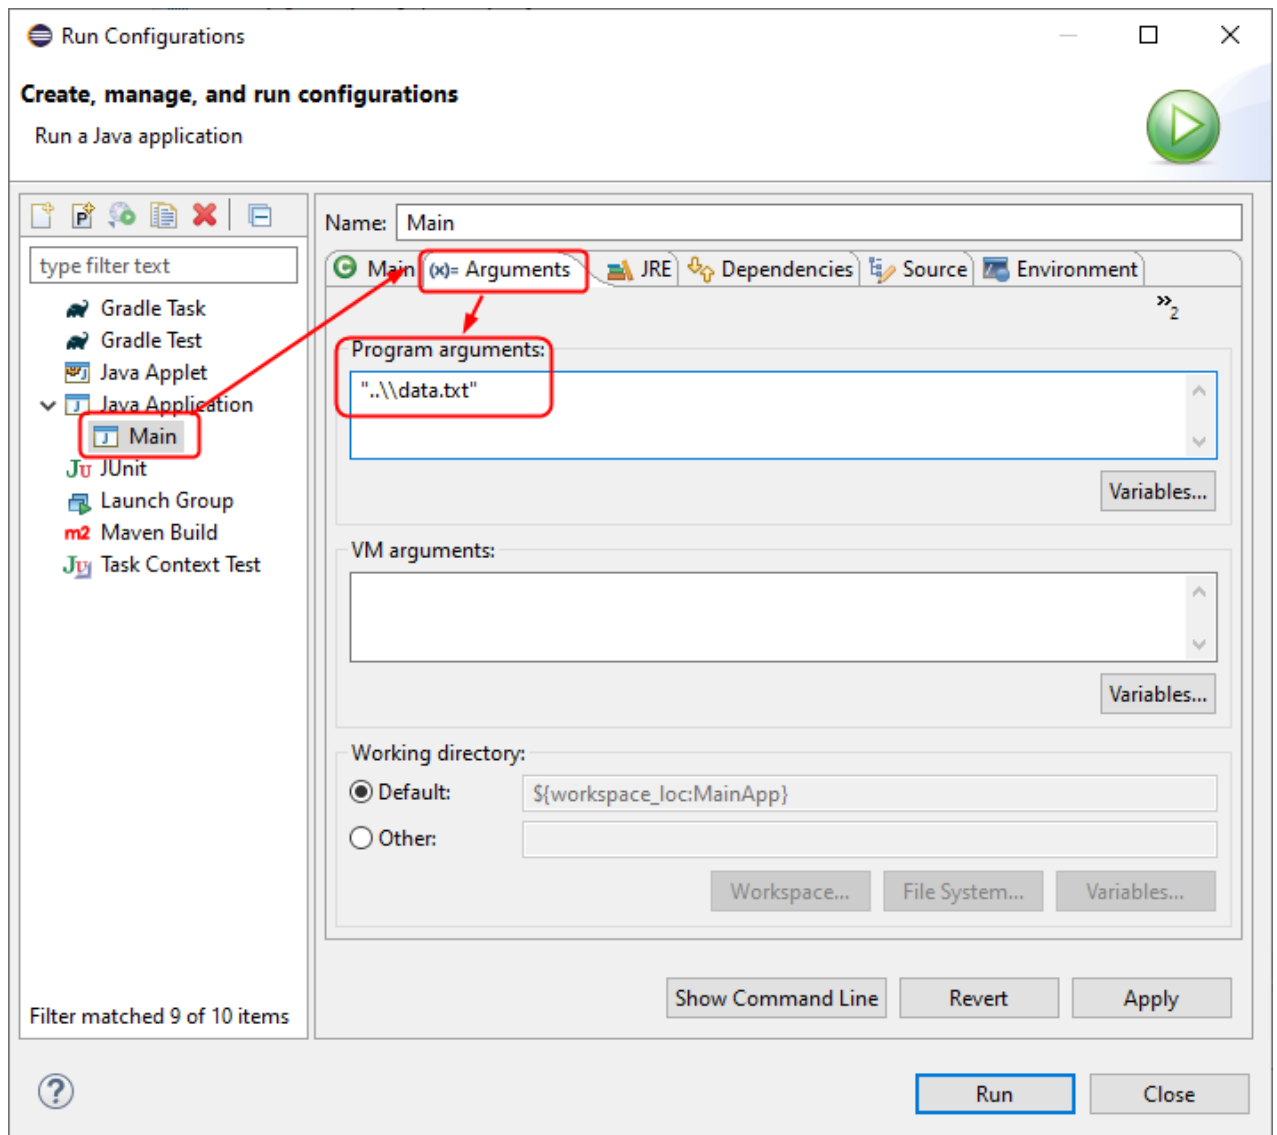 Run Configurations
Create, manage, and run configurations
Run a Java application
type filter text
Gradle Task
Gradle Test
Java Applet
Java Application
Main
JUnit
Launch Group
Maven Build
Task Context Test
Filter matched 9 of 10 items
Name: Main
Main (x)= Arguments JRE Dependencies Source Environment
»2
Program arguments:
"..\\data.txt"
Variables...
VM arguments:
Variables...
Working directory:
Default: ${workspace_loc:MainApp}
Other:
Workspace... File System... Variables...
Show Command Line Revert Apply
Run Close